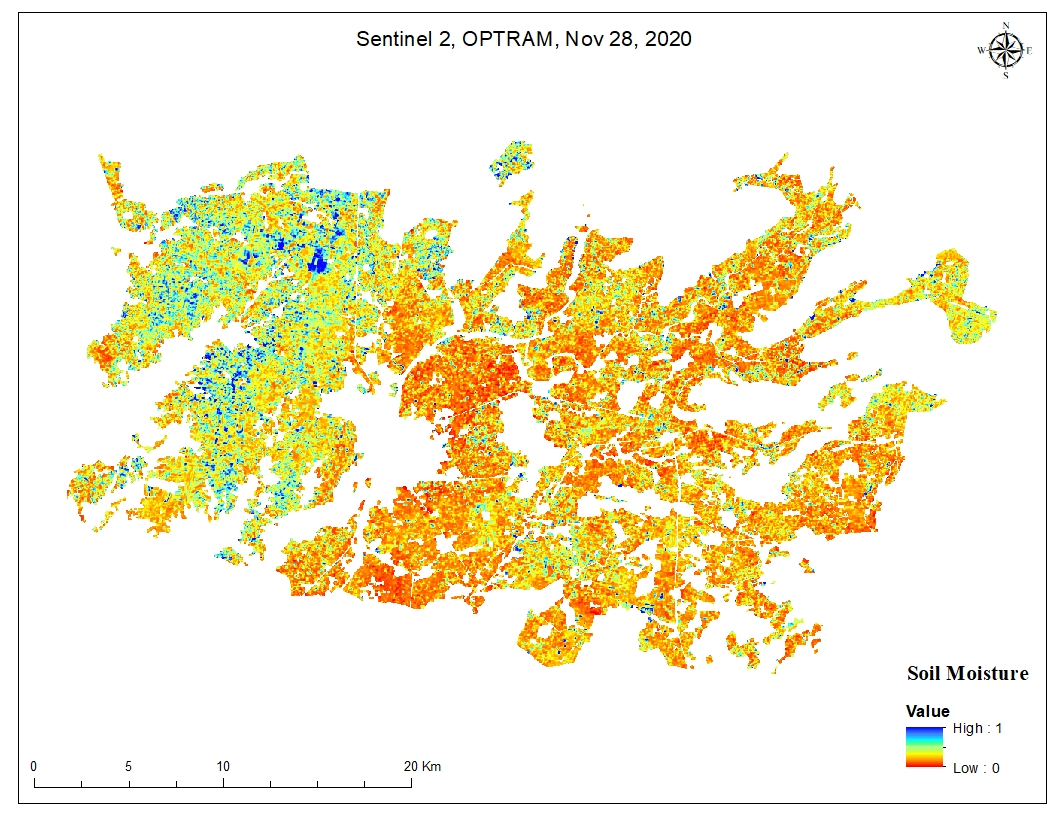 Sentinel 2, OPTRAM, Nov 28, 2020
N
W E
S
Soil Moisture
Value
High : 1
Low : 0
0 5 10 20 Km